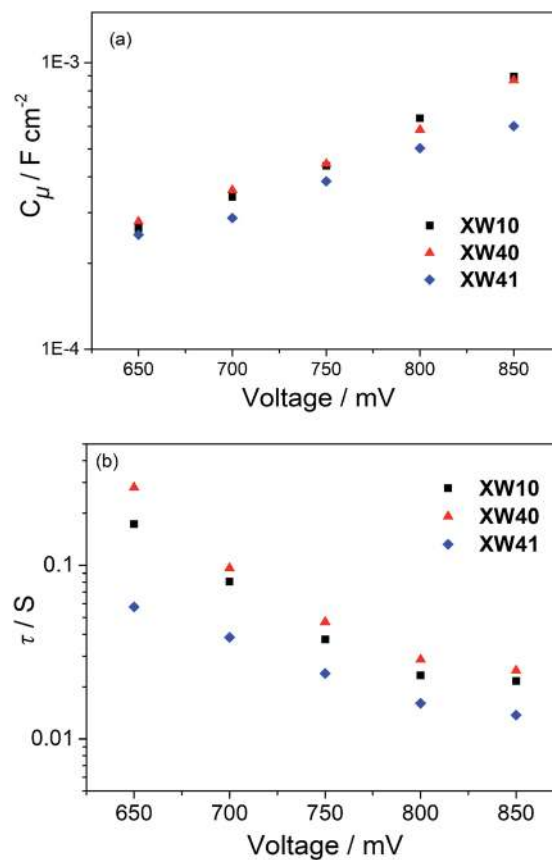 (a)
1E-3
C_μ / F cm⁻²
XW10
XW40
XW41
1E-4
650 700 750 800 850
Voltage / mV
(b)
XW10
XW40
XW41
0.1
τ / S
0.01
650 700 750 800 850
Voltage / mV